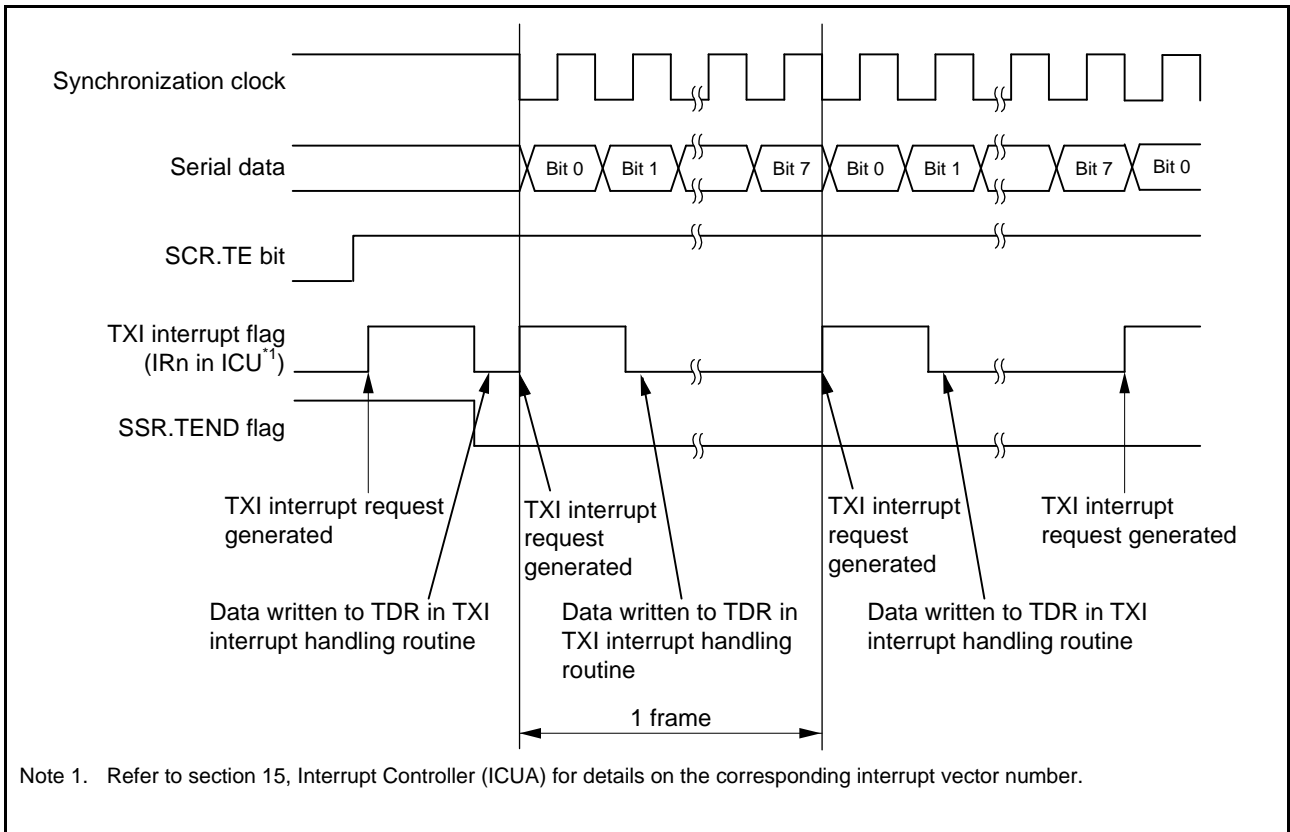 Synchronization clock
Serial data
Bit 0 Bit 1 Bit 7 Bit 0 Bit 1 Bit 7 Bit 0
SCR.TE bit
TXI interrupt flag
(IRn in ICU*1)
SSR.TEND flag
TXI interrupt request
generated
TXI interrupt
request
generated
TXI interrupt
request
generated
TXI interrupt
request generated
Data written to TDR in TXI
interrupt handling routine
Data written to TDR in
TXI interrupt handling
routine
Data written to TDR in TXI
interrupt handling routine
1 frame
Note 1. Refer to section 15, Interrupt Controller (ICUA) for details on the corresponding interrupt vector number.